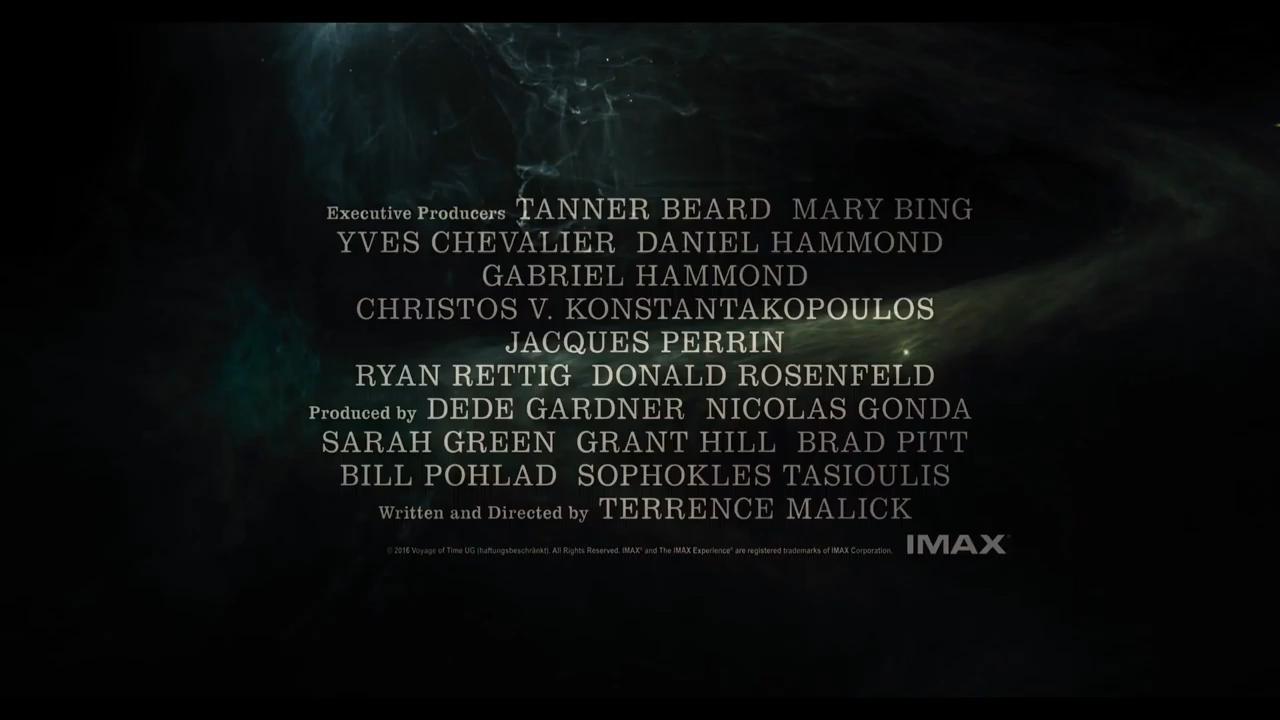 Executive Producers TANNER BEARD MARY BING
YVES CHEVALIER DANIEL HAMMOND
GABRIEL HAMMOND
CHRISTOS V. KONSTANTAKOPOULOS
JACQUES PERRIN
RYAN RETTIG DONALD ROSENFELD
Produced by DEDE GARDNER NICOLAS GONDA
SARAH GREEN GRANT HILL BRAD PITT
BILL POHLAD SOPHOKLES TASIOULIS
Written and Directed by TERRENCE MALICK
© 2016 Voyage of Time UG (haftungsbeschränkt). All Rights Reserved. IMAX® and The IMAX Experience® are registered trademarks of IMAX Corporation. IMAX®